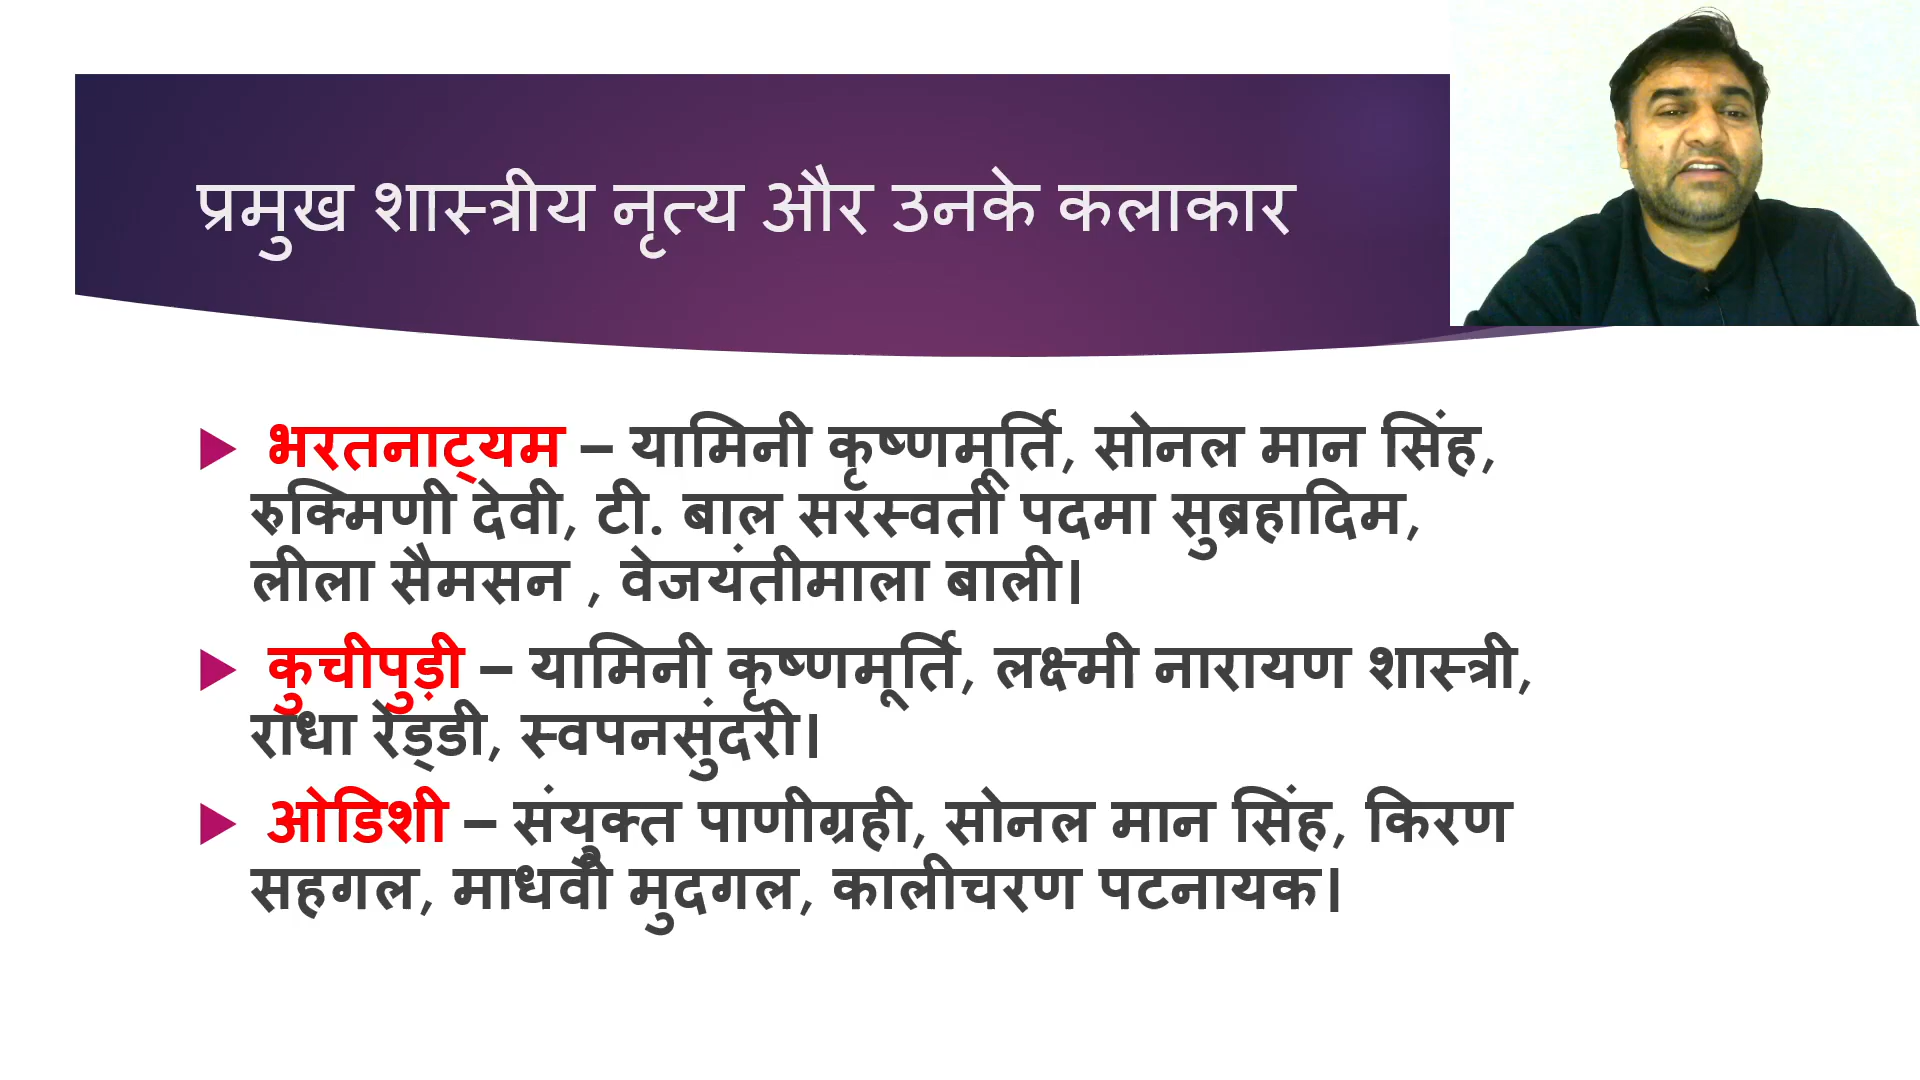 प्रमुख शास्त्रीय नृत्य और उनके कलाकार
भरतनाट्यम – यामिनी कृष्णमूर्ति, सोनल मान सिंह,
रुक्मिणी देवी, टी. बाल सरस्वती पदमा सुब्रहादिम,
लीला सैमसन , वेजयंतीमाला बाली।
कुचीपुड़ी – यामिनी कृष्णमूर्ति, लक्ष्मी नारायण शास्त्री,
राधा रेड्डी, स्वपनसुंदरी।
ओडिशी – संयुक्त पाणीग्रही, सोनल मान सिंह, किरण
सहगल, माधवी मुदगल, कालीचरण पटनायक।